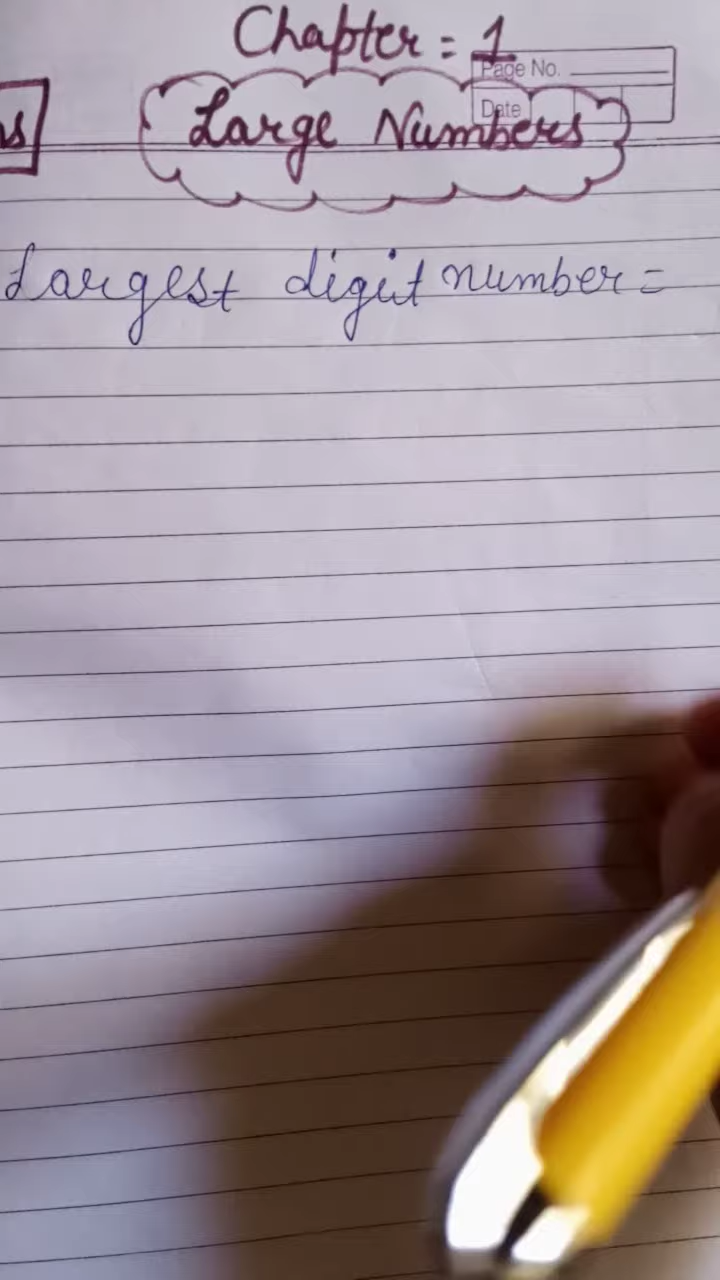 Chapter = 1
Page No.
Date
Large Numbers
Largest digit number =